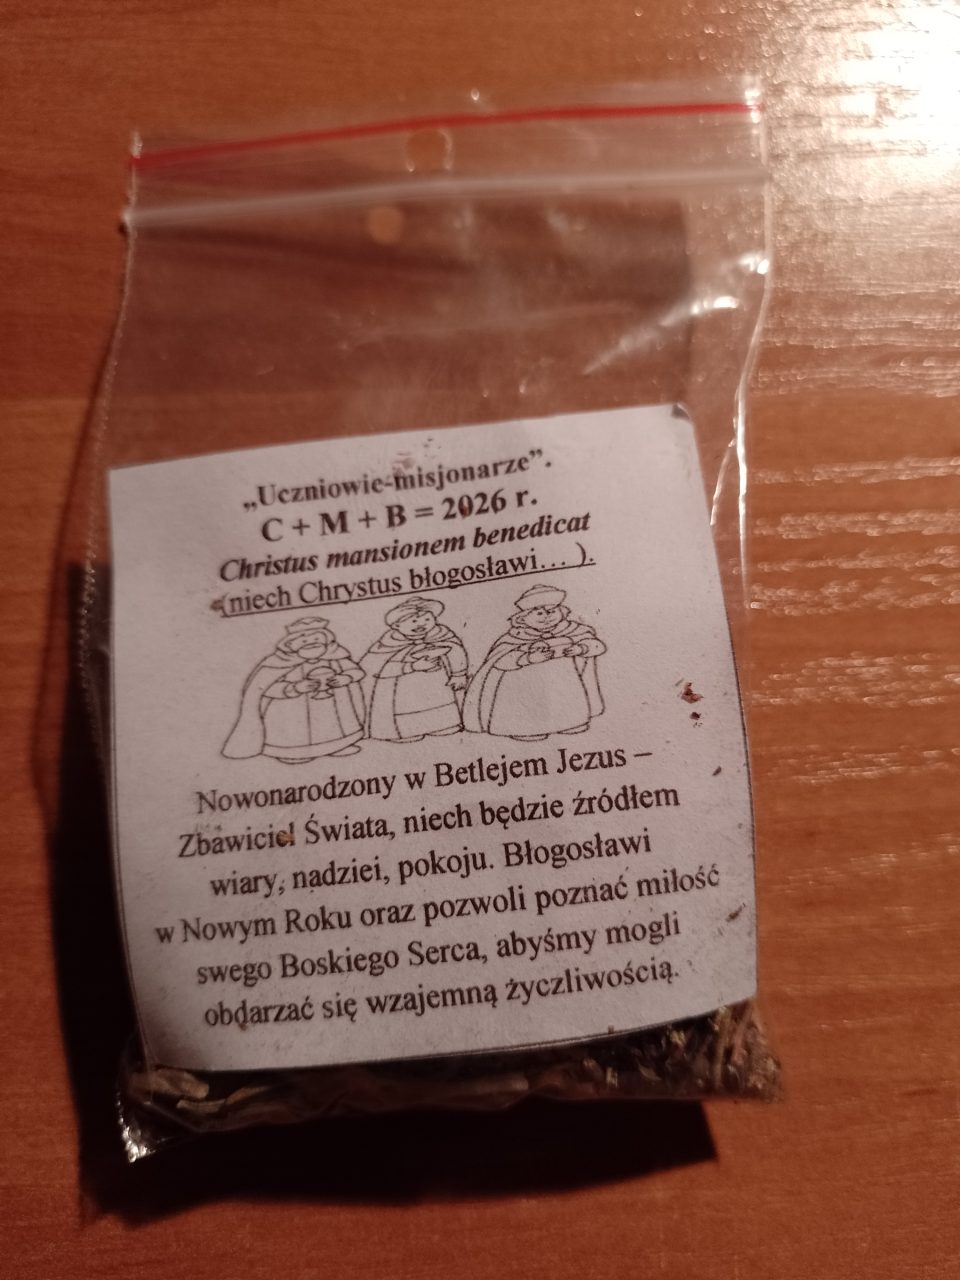 „Uczniowie-misjonarze”.
C + M + B = 2026 r.
Christus mansionem benedicat
(niech Chrystus błogosławi… ).
Nowonarodzony w Betlejem Jezus –
Zbawiciel Świata, niech będzie źródłem
wiary, nadziei, pokoju. Błogosławi
w Nowym Roku oraz pozwoli poznać miłość
swego Boskiego Serca, abyśmy mogli
obdarzać się wzajemną życzliwością.